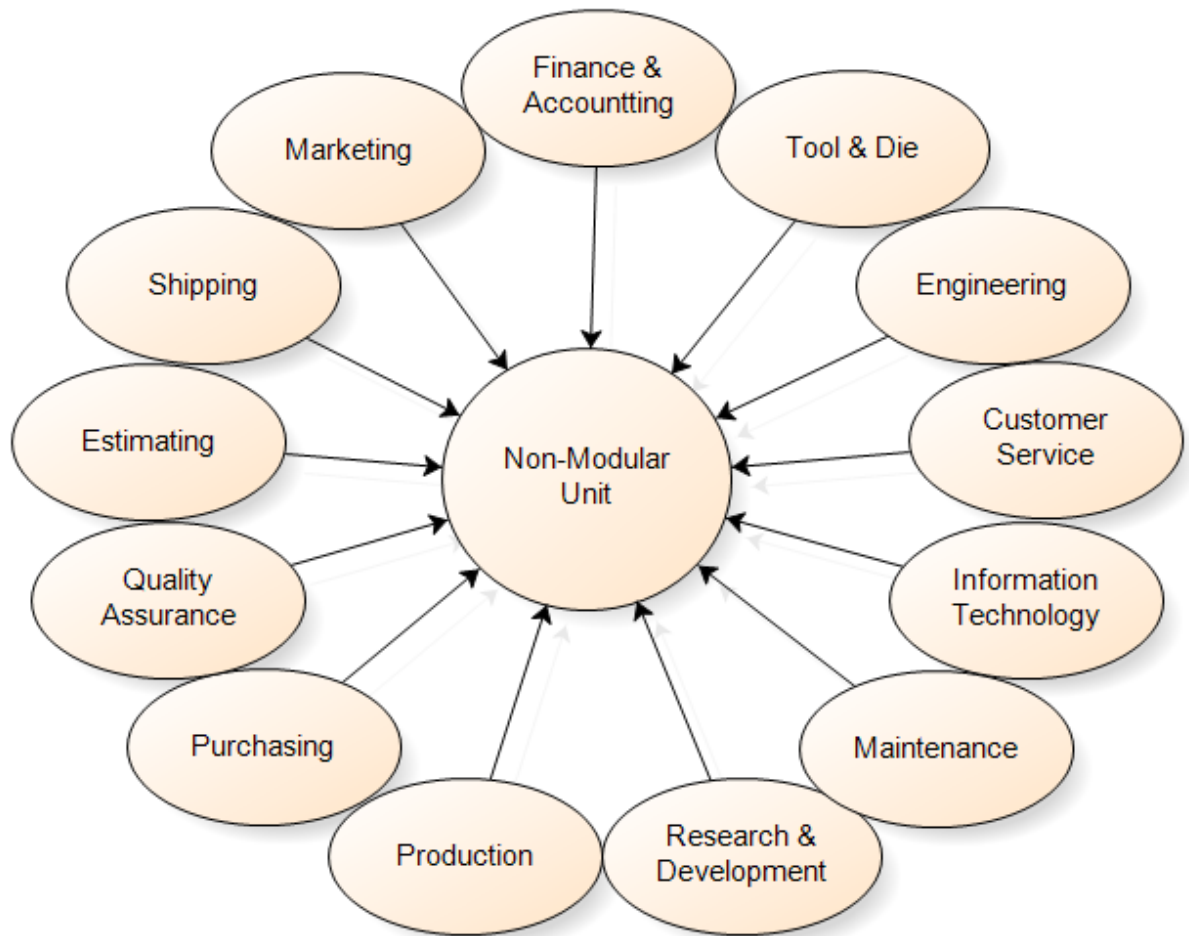 Finance &
Accountting
Marketing
Tool & Die
Shipping
Engineering
Estimating
Customer
Service
Non-Modular
Unit
Quality
Assurance
Information
Technology
Purchasing
Maintenance
Production
Research &
Development